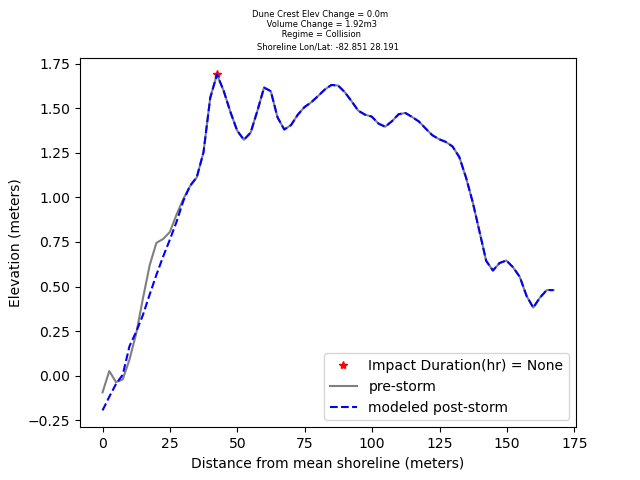 Dune Crest Elev Change = 0.0m
Volume Change = 1.92m3
Regime = Collision
Shoreline Lon/Lat: -82.851 28.191
1.75
1.50
1.25
1.00
0.75
0.50
0.25
0.00
−0.25
Elevation (meters)
Impact Duration(hr) = None
pre-storm
modeled post-storm
0 25 50 75 100 125 150 175
Distance from mean shoreline (meters)